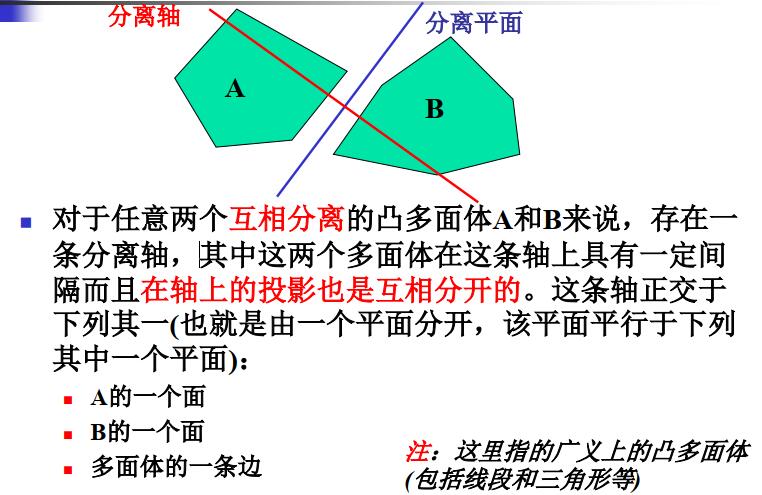 分离轴
分离平面
A
B
对于任意两个互相分离的凸多面体A和B来说，存在一
条分离轴，其中这两个多面体在这条轴上具有一定间
隔而且在轴上的投影也是互相分开的。这条轴正交于
下列其一(也就是由一个平面分开，该平面平行于下列
其中一个平面)：
A的一个面
B的一个面
多面体的一条边
注：这里指的广义上的凸多面体
(包括线段和三角形等)